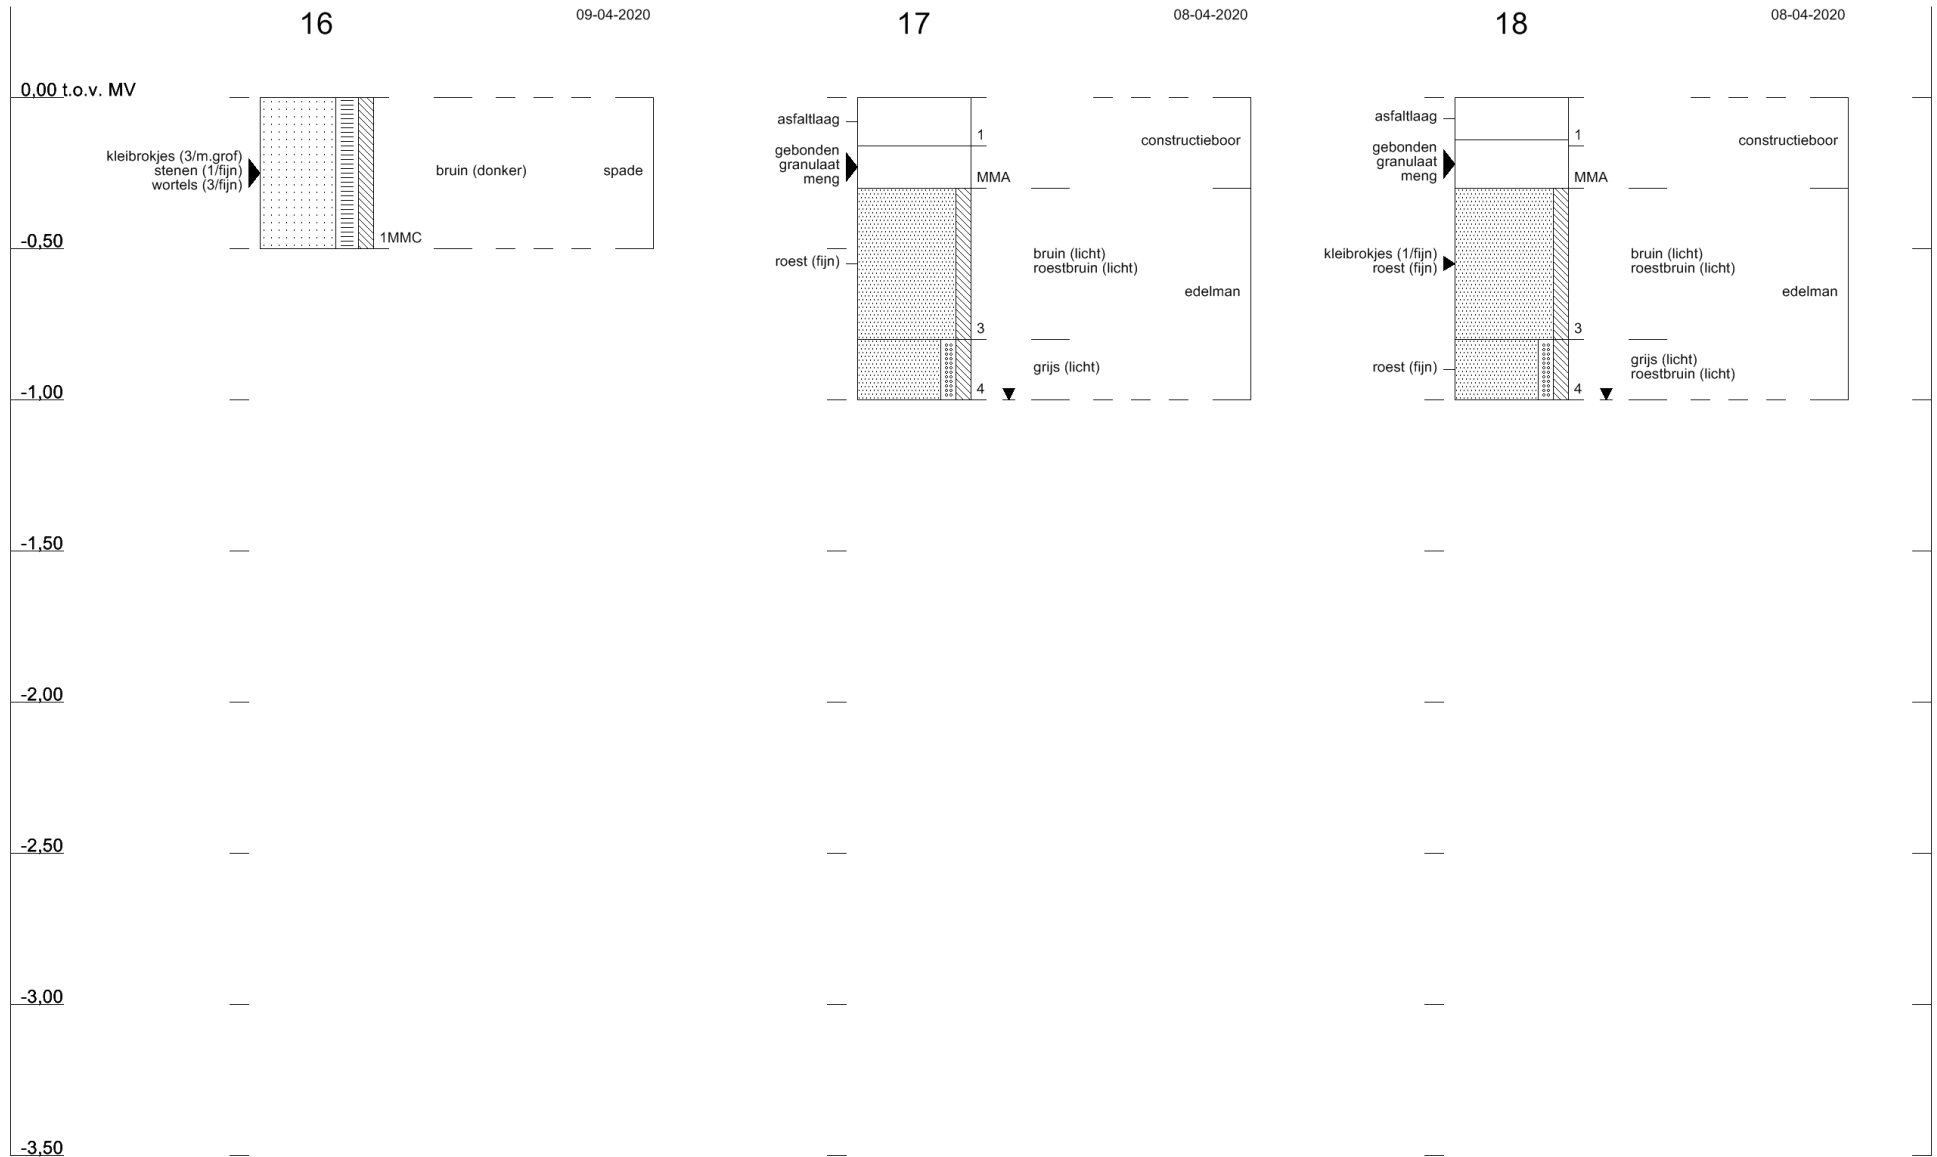 16
09-04-2020
17
08-04-2020
18
08-04-2020
0,00 t.o.v. MV
-0,50
-1,00
-1,50
-2,00
-2,50
-3,00
-3,50
kleibrokjes (3/m.grof)
stenen (1/fijn)
wortels (3/fijn)
bruin (donker)
spade
1MMC
asfaltlaag
1
constructieboor
gebonden
granulaat
meng
MMA
roest (fijn)
bruin (licht)
roestbruin (licht)
edelman
3
grijs (licht)
4
asfaltlaag
1
constructieboor
gebonden
granulaat
meng
MMA
kleibrokjes (1/fijn)
roest (fijn)
bruin (licht)
roestbruin (licht)
edelman
3
roest (fijn)
grijs (licht)
roestbruin (licht)
4